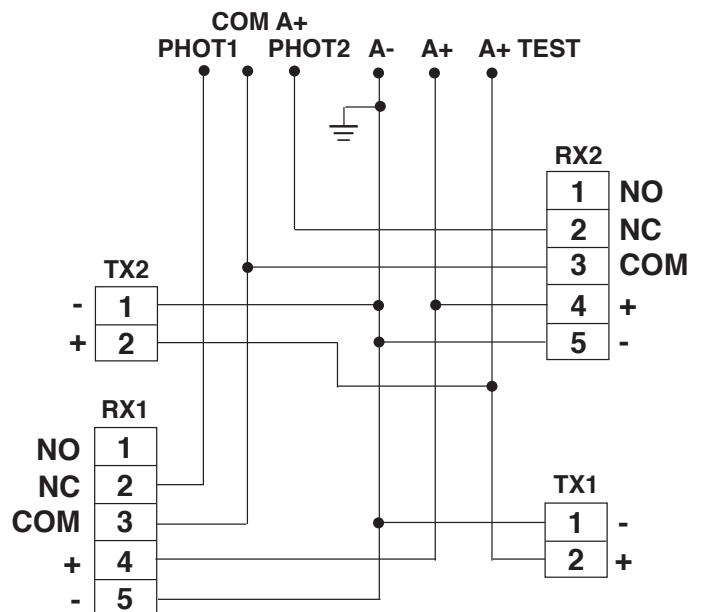 COM A+
PHOT1 PHOT2 A- A+ A+ TEST
RX2
1 NO
2 NC
3 COM
4 +
5 -
TX2
- 1
+ 2
RX1
NO 1
NC 2
COM 3
+ 4
- 5
TX1
1 -
2 +